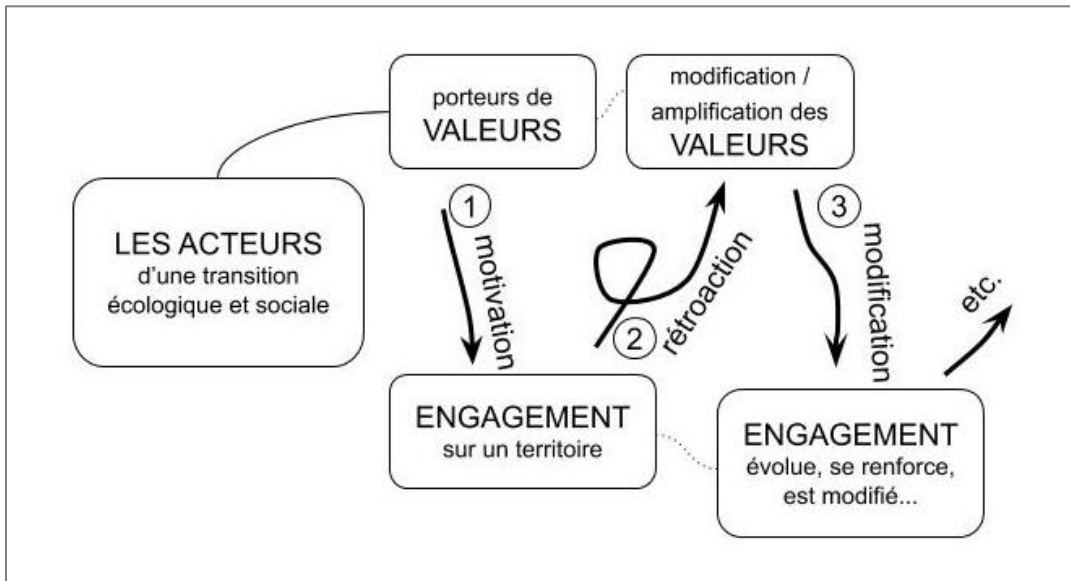 LES ACTEURS
d’une transition
écologique et sociale
porteurs de
VALEURS
1
motivation
ENGAGEMENT
sur un territoire
2
rétroaction
modification /
amplification des
VALEURS
3
modification
ENGAGEMENT
évolue, se renforce,
est modifié...
etc.